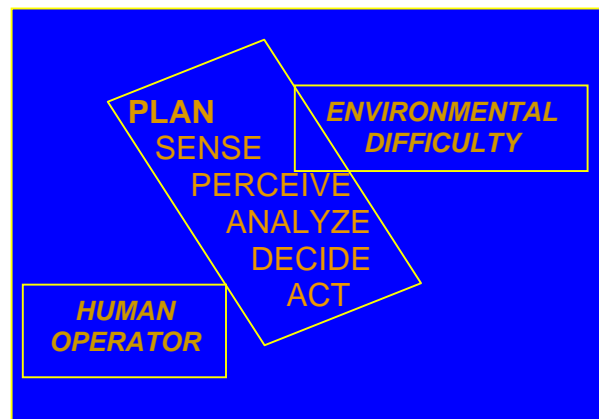 PLAN
ENVIRONMENTAL
DIFFICULTY
SENSE
PERCEIVE
ANALYZE
DECIDE
ACT
HUMAN
OPERATOR